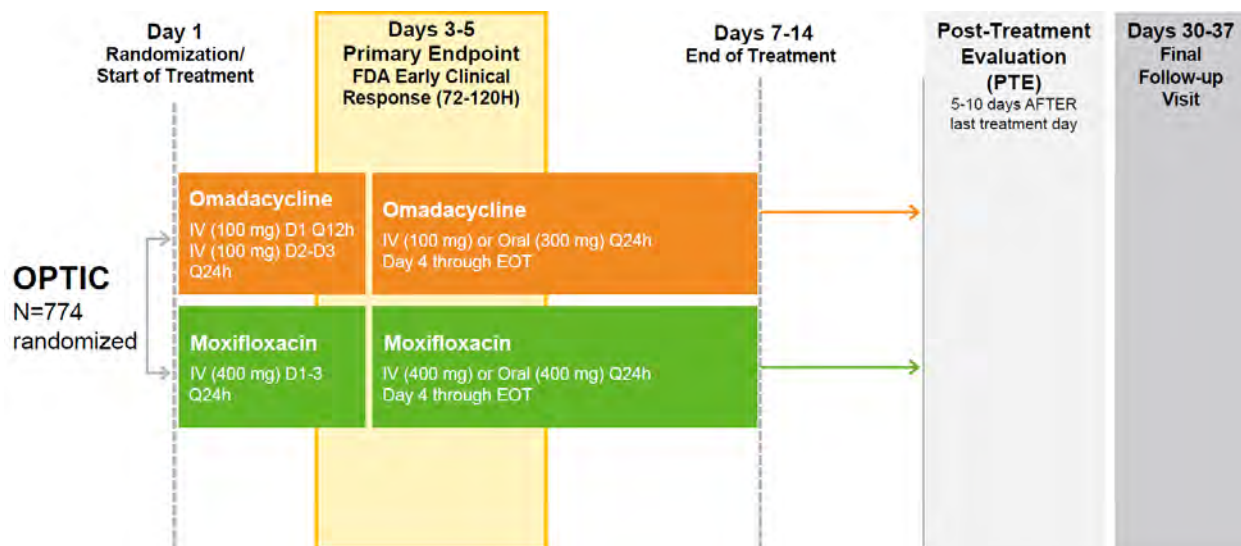 Day 1
Randomization/
Start of Treatment
Days 3-5
Primary Endpoint
FDA Early Clinical
Response (72-120H)
Days 7-14
End of Treatment
Post-Treatment
Evaluation
(PTE)
5-10 days AFTER
last treatment day
Days 30-37
Final
Follow-up
Visit
OPTIC
N=774
randomized
Omadacycline
IV (100 mg) D1 Q12h
IV (100 mg) D2-D3
Q24h
Omadacycline
IV (100 mg) or Oral (300 mg) Q24h
Day 4 through EOT
Moxifloxacin
IV (400 mg) D1-3
Q24h
Moxifloxacin
IV (400 mg) or Oral (400 mg) Q24h
Day 4 through EOT